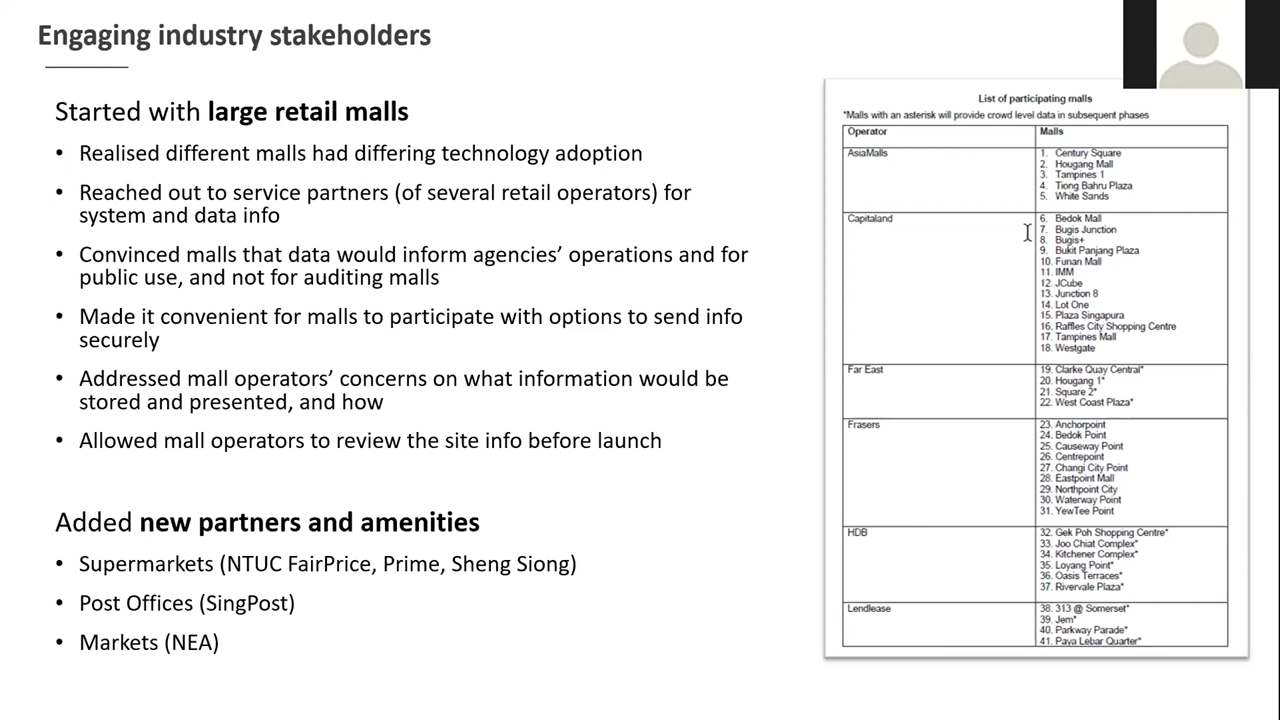 Engaging industry stakeholders
Started with large retail malls
• Realised different malls had differing technology adoption
• Reached out to service partners (of several retail operators) for
system and data info
• Convinced malls that data would inform agencies’ operations and for
public use, and not for auditing malls
• Made it convenient for malls to participate with options to send info
securely
• Addressed mall operators’ concerns on what information would be
stored and presented, and how
• Allowed mall operators to review the site info before launch
Added new partners and amenities
• Supermarkets (NTUC FairPrice, Prime, Sheng Siong)
• Post Offices (SingPost)
• Markets (NEA)
List of participating malls
*Malls with an asterisk will provide crowd level data in subsequent phases
Operator Malls
AsiaMalls 1. Century Square
2. Hougang Mall
3. Tampines 1
4. Tiong Bahru Plaza
5. White Sands
Capitaland 6. Bedok Mall
7. Bugis Junction
8. Bugis+
9. Bukit Panjang Plaza
10. Funan Mall
11. IMM
12. JCube
13. Junction 8
14. Lot One
15. Plaza Singapura
16. Raffles City Shopping Centre
17. Tampines Mall
18. Westgate
Far East 19. Clarke Quay Central*
20. Hougang 1*
21. Square 2*
22. West Coast Plaza*
Frasers 23. Anchorpoint
24. Bedok Point
25. Causeway Point
26. Centrepoint
27. Changi City Point
28. Eastpoint Mall
29. Northpoint City
30. Waterway Point
31. YewTee Point
HDB 32. Gek Poh Shopping Centre*
33. Joo Chiat Complex*
34. Kitchener Complex*
35. Loyang Point*
36. Oasis Terraces*
37. Rivervale Plaza*
Lendlease 38. 313 @ Somerset*
39. Jem*
40. Parkway Parade*
41. Paya Lebar Quarter*